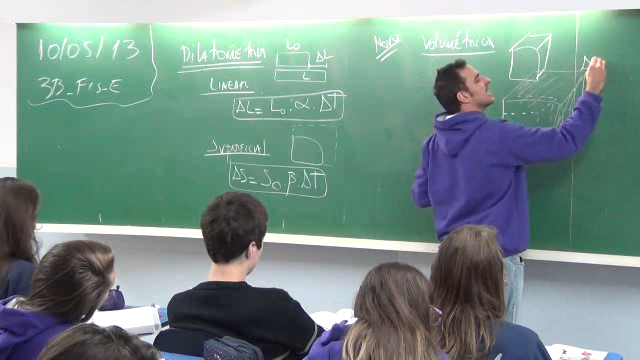 10/05/13
3B_Fis_E
Dilatometria
Linear
L₀
ΔL
L
ΔL = L₀ · α · ΔT
Superficial
ΔS = S₀ β · ΔT
Volumétrica
Δ